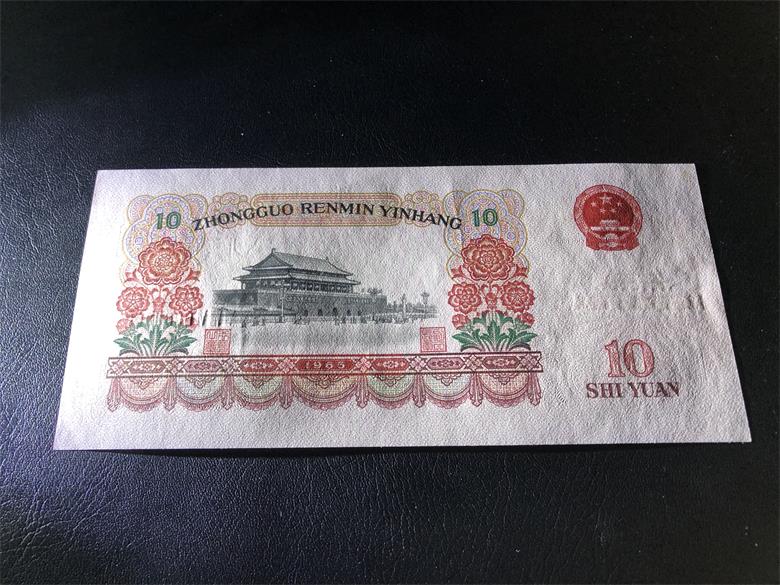 10 ZHONGGUO RENMIN YINHANG 10
1965
10
SHI YUAN